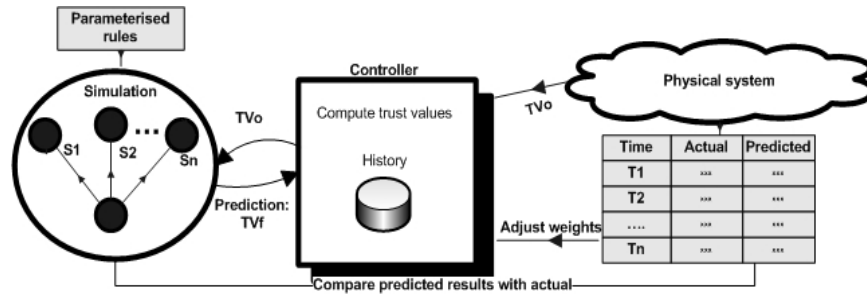 Parameterised
rules
Simulation
S1
S2
...
Sn
TVo
Prediction:
TVf
Controller
Compute trust values
History
TVo
Physical system
Time Actual Predicted
T1 ... ...
T2 ... ...
.... ... ...
Tn ... ...
Adjust weights
Compare predicted results with actual